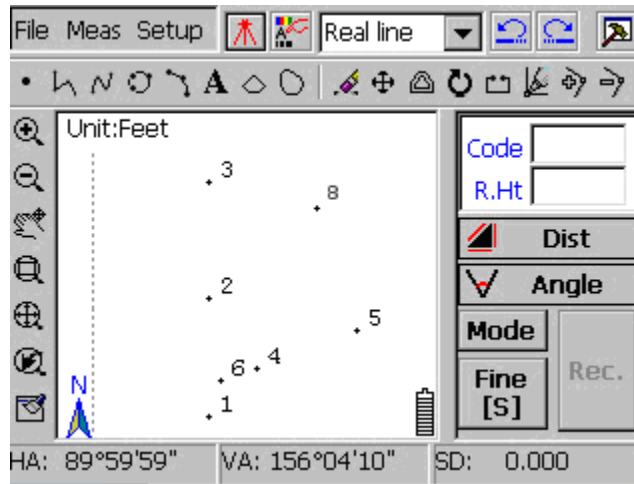 File Meas Setup Real line
A
Unit:Feet
Code
3
R.Ht
8
Dist
2
Angle
5
Mode
6 4
Rec.
N
Fine
[S]
1
HA: 89°59'59" VA: 156°04'10" SD: 0.000